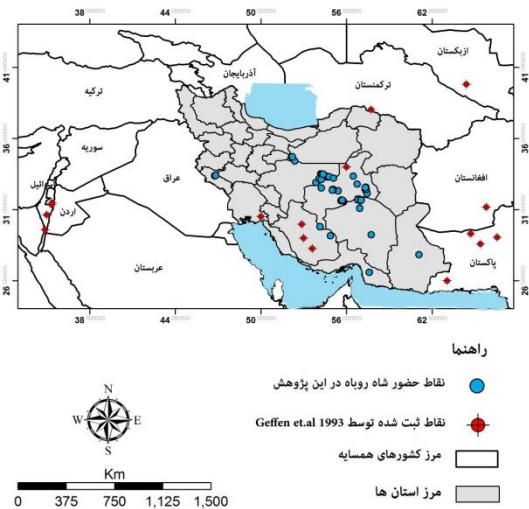 38 44 50 56 62
41 36 31 26
41 36 31 26
ازبکستان
آذربایجان
ترکمنستان
ترکیه
سوریه
عراق
افغانستان
اردن
پاکستان
عربستان
38 44 50 56 62
راهنما
نقاط حضور شاه روباه در این پژوهش
نقاط ثبت شده توسط Geffen et.al 1993
مرز کشورهای همسایه
مرز استان ها
N
W E
S
Km
0 375 750 1,125 1,500